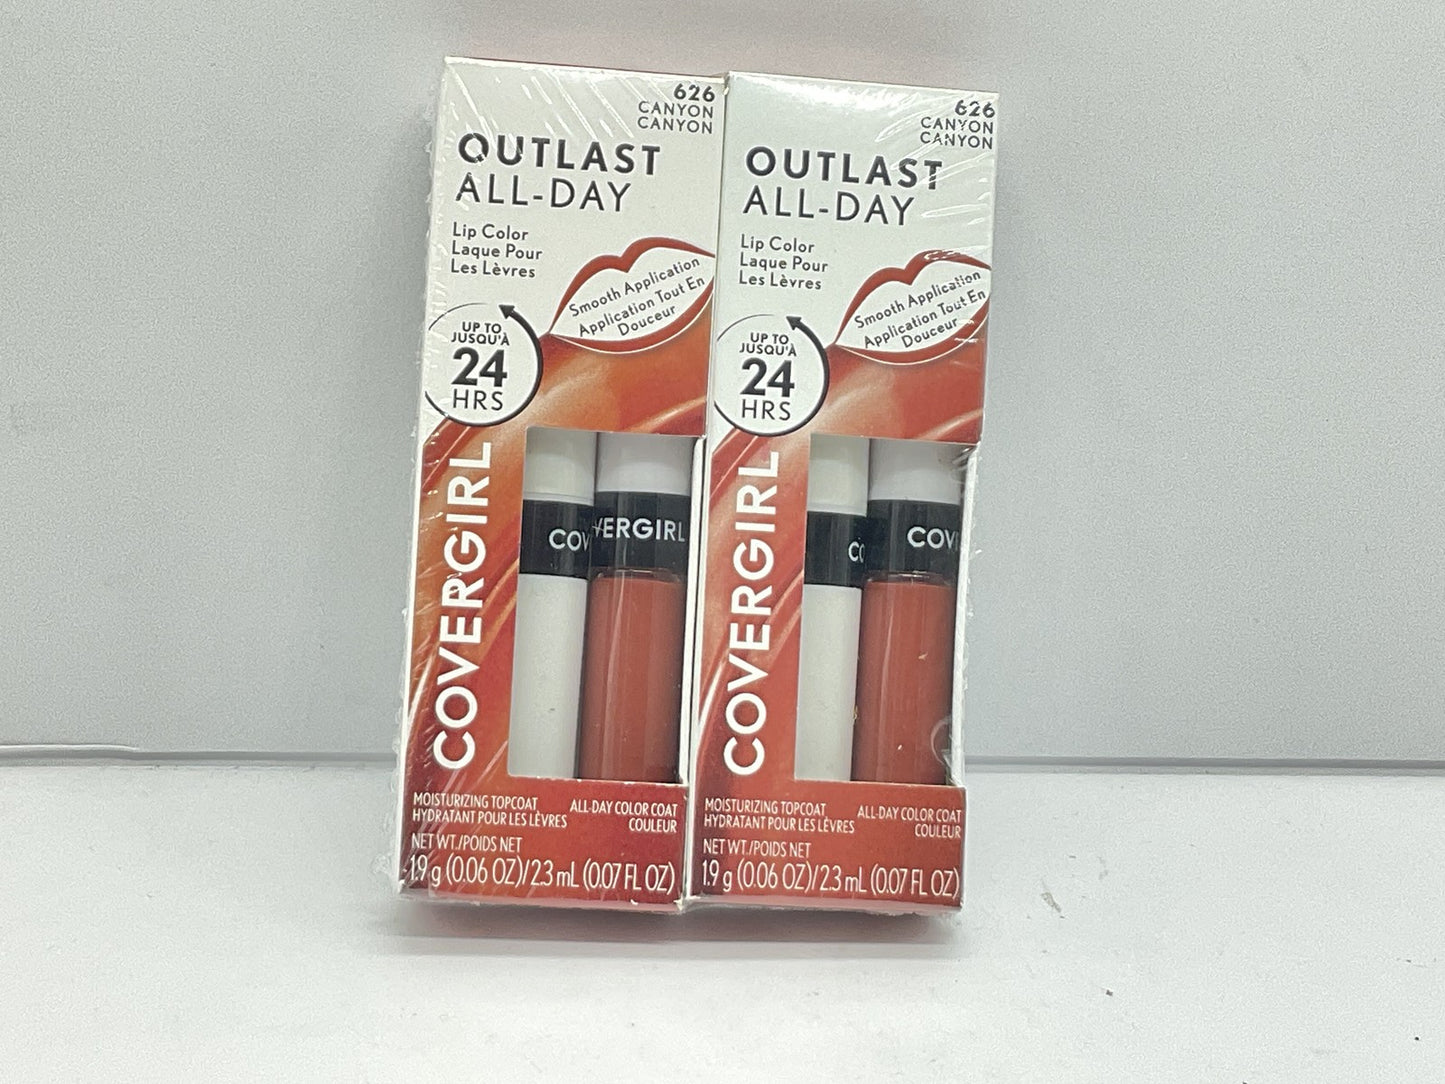 626
CANYON
CANYON
OUTLAST
ALL-DAY
Lip Color
Laque Pour
Les Lèvres
Smooth Application
Application Tout En
Douceur
UP TO
JUSQU'À
24
HRS
COVERGIRL
COV
VERGIRL
MOISTURIZING TOPCOAT
HYDRATANT POUR LES LÈVRES
ALL-DAY COLOR COAT
COULEUR
NET WT./POIDS NET
1.9 g (0.06 OZ)/2.3 mL (0.07 FL OZ)
626
CANYON
CANYON
OUTLAST
ALL-DAY
Lip Color
Laque Pour
Les Lèvres
Smooth Application
Application Tout En
Douceur
UP TO
JUSQU'À
24
HRS
COVERGIRL
CO
COV
MOISTURIZING TOPCOAT
HYDRATANT POUR LES LÈVRES
ALL-DAY COLOR COAT
COULEUR
NET WT./POIDS NET
1.9 g (0.06 OZ)/2.3 mL (0.07 FL OZ)